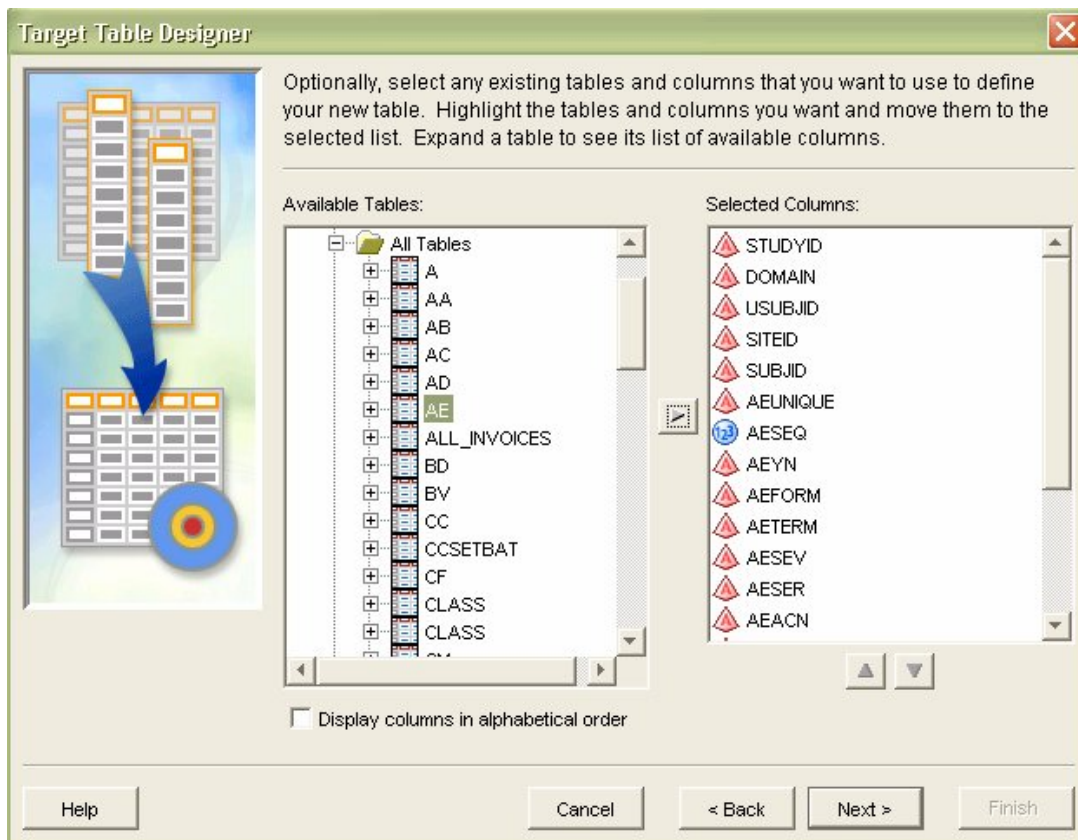 Target Table Designer
Optionally, select any existing tables and columns that you want to use to define
your new table. Highlight the tables and columns you want and move them to the
selected list. Expand a table to see its list of available columns.
Available Tables:
All Tables
A
AA
AB
AC
AD
AE
ALL_INVOICES
BD
BV
CC
CCSETBAT
CF
CLASS
CLASS
Selected Columns:
STUDYID
DOMAIN
USUBJID
SITEID
SUBJID
AEUNIQUE
123 AESEQ
AEYN
AEFORM
AETERM
AESEV
AESER
AEACN
Display columns in alphabetical order
Help
Cancel
< Back
Next >
Finish